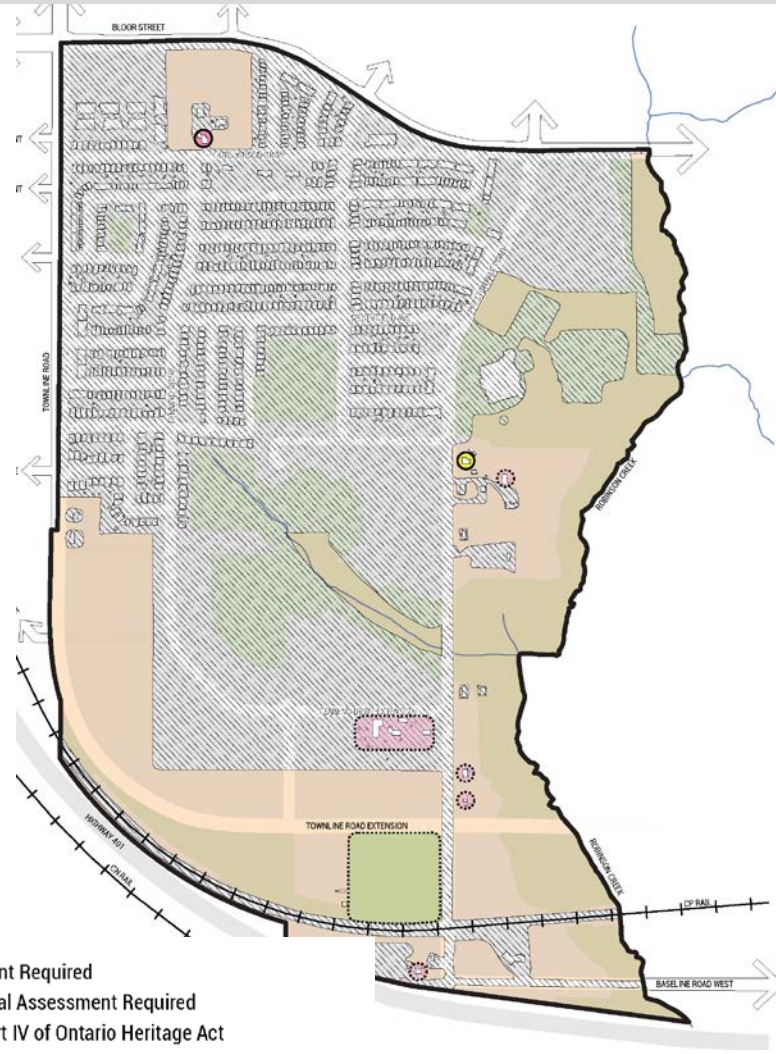 BLOOR STREET
TOWNLINE ROAD
ROBINSON CREEK
TOWNLINE ROAD EXTENSION
HIGHWAY 401
CN RAIL
ROBINSON CREEK
CP RAIL
BASELINE ROAD WEST
nt Required
al Assessment Required
rt IV of Ontario Heritage Act